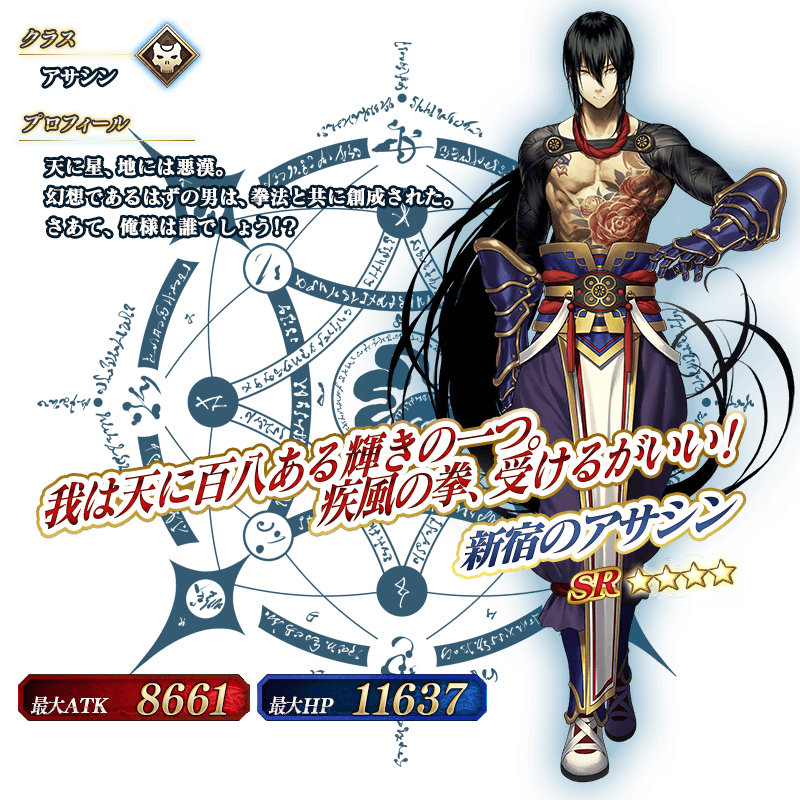 クラス
アサシン
プロフィール
天に星、地には悪漢。
幻想であるはずの男は、拳法と共に創成された。
さあて、俺様は誰でしょう!?
我は天に百八ある輝きの一つ。
疾風の拳、受けるがいい!
新宿のアサシン
SR ★★★★
最大ATK 8661
最大HP 11637